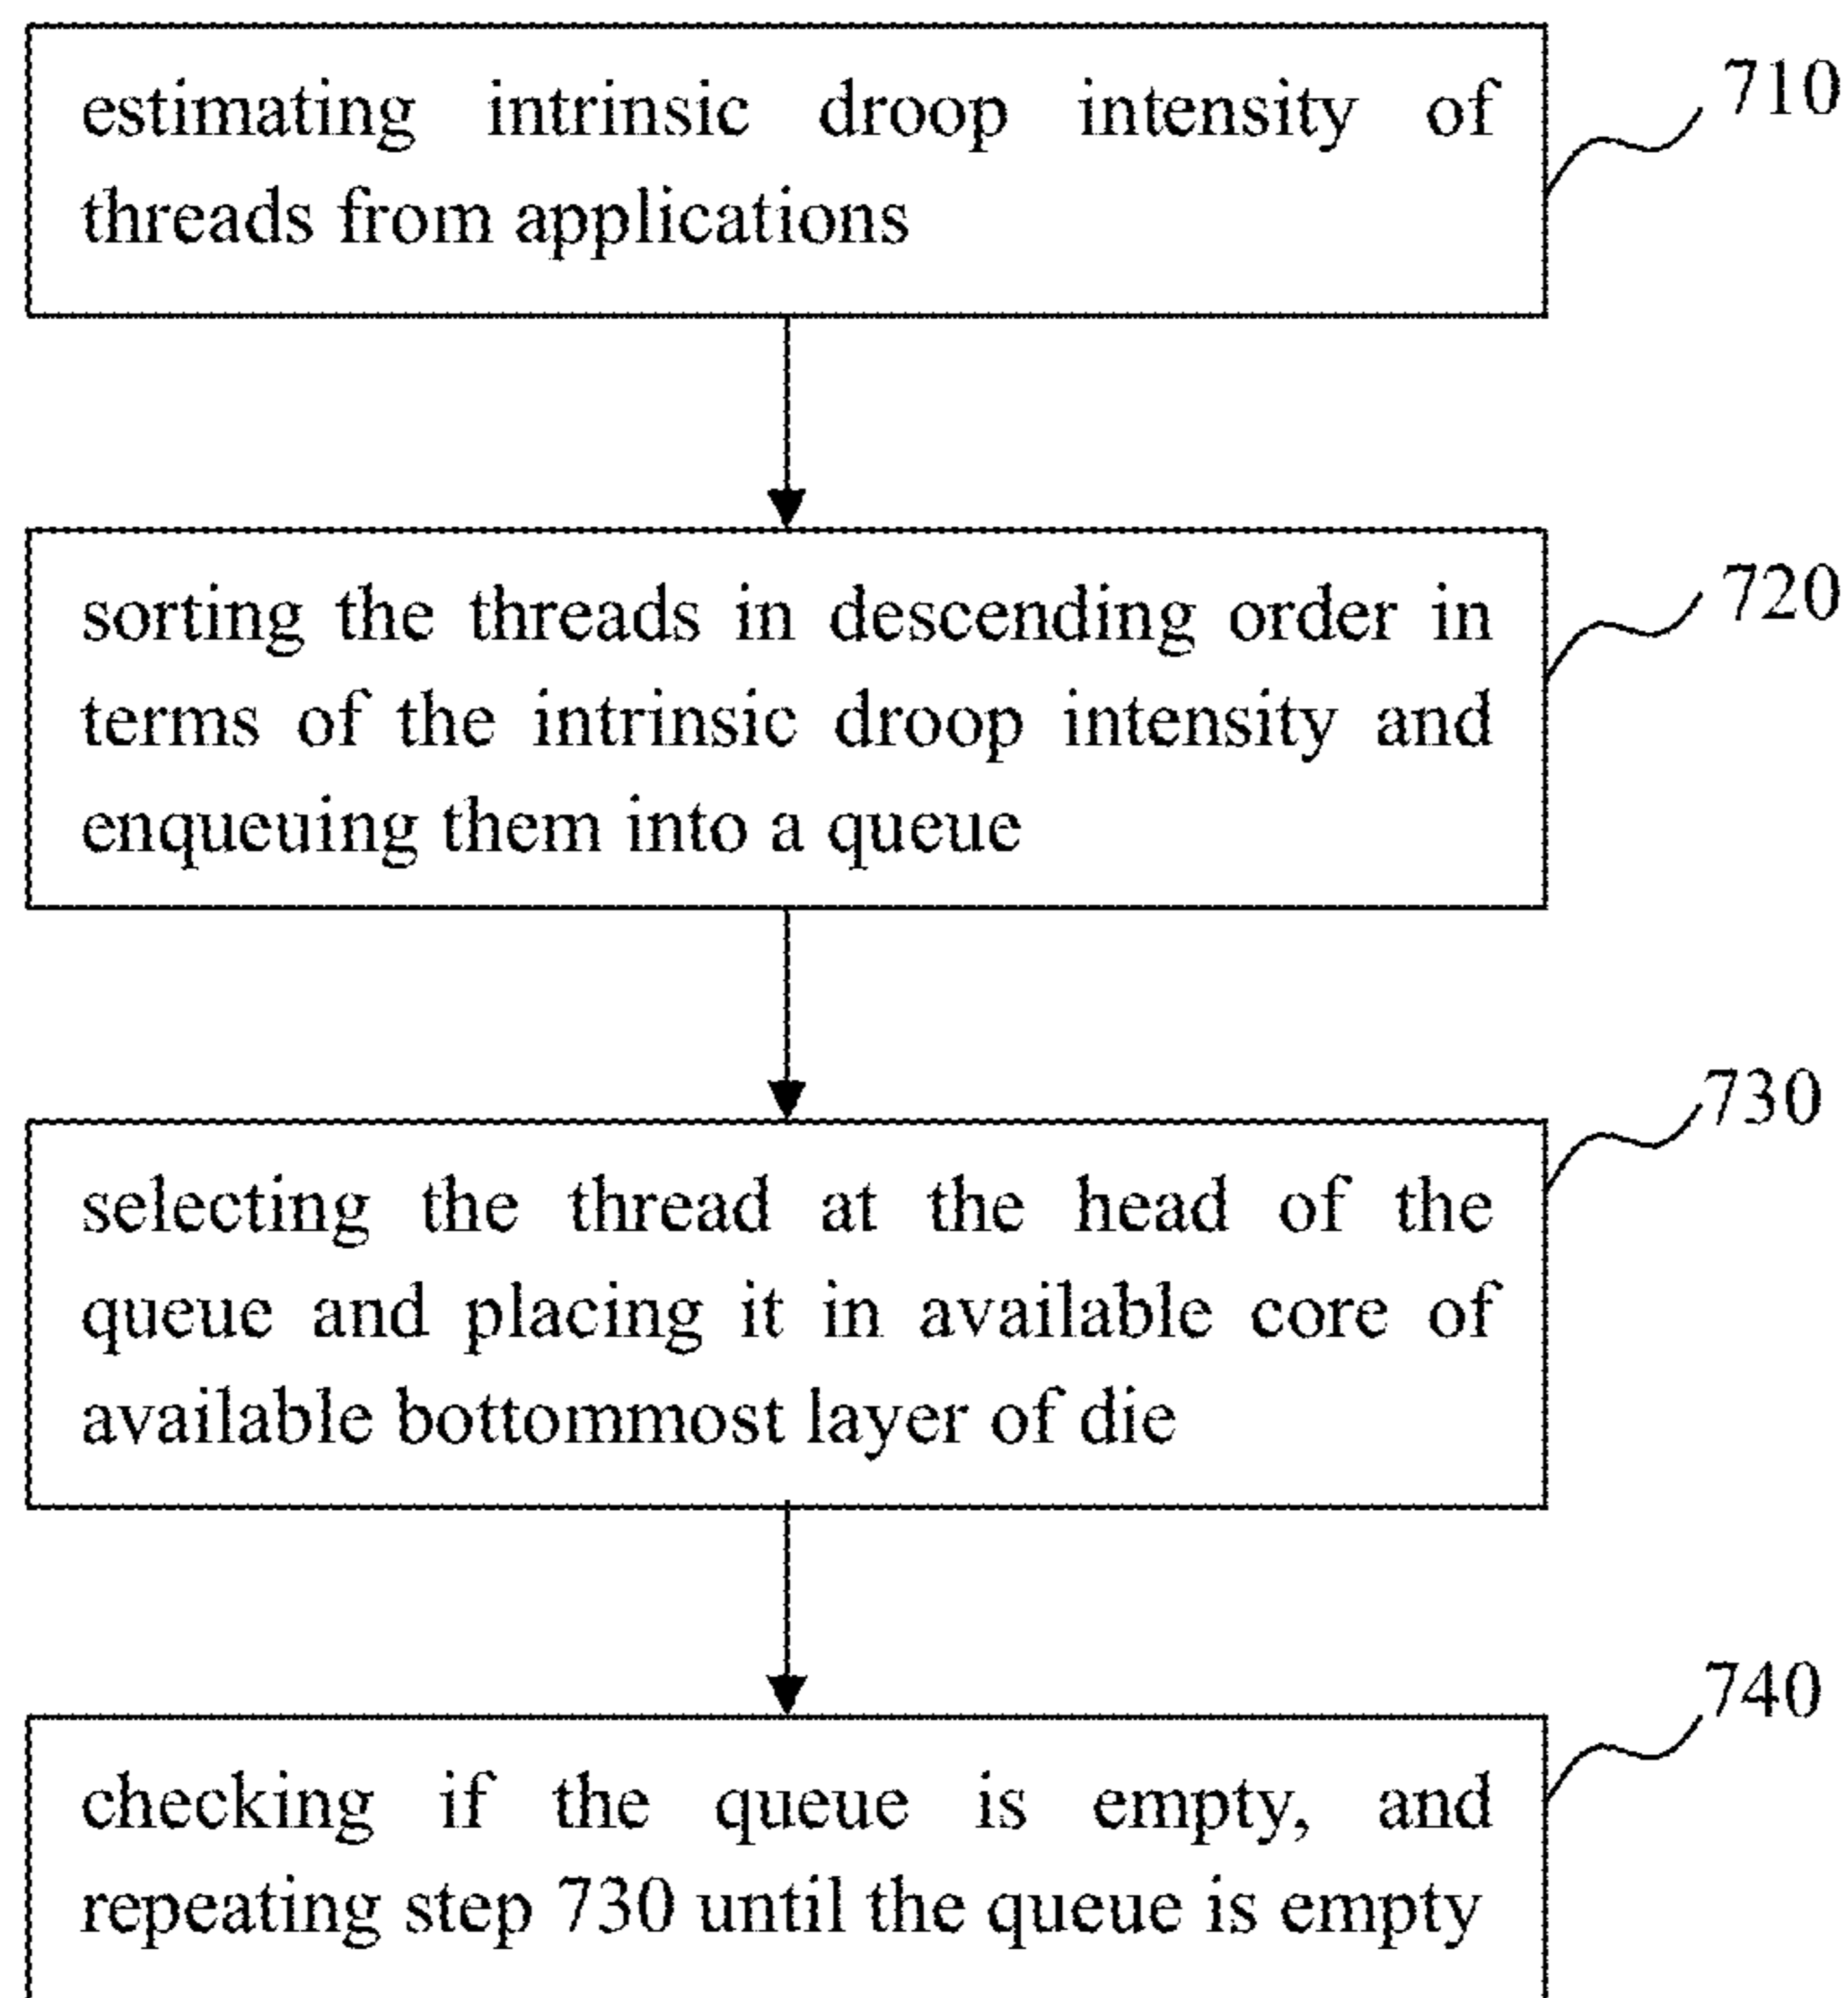 estimating intrinsic droop intensity of
threads from applications
710
sorting the threads in descending order in
terms of the intrinsic droop intensity and
enqueuing them into a queue
720
selecting the thread at the head of the
queue and placing it in available core of
available bottommost layer of die
730
checking if the queue is empty, and
repeating step 730 until the queue is empty
740